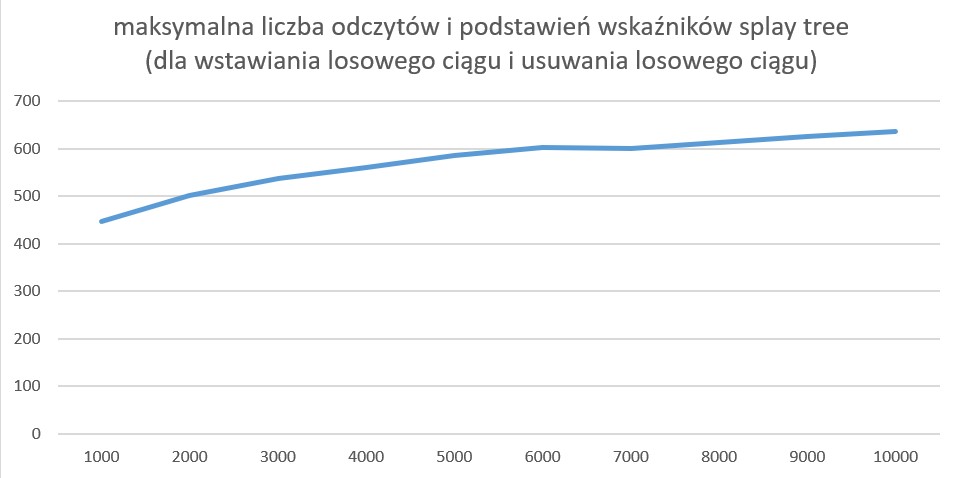 maksymalna liczba odczytów i podstawień wskaźników splay tree
(dla wstawiania losowego ciągu i usuwania losowego ciągu)
700
600
500
400
300
200
100
0
1000 2000 3000 4000 5000 6000 7000 8000 9000 10000